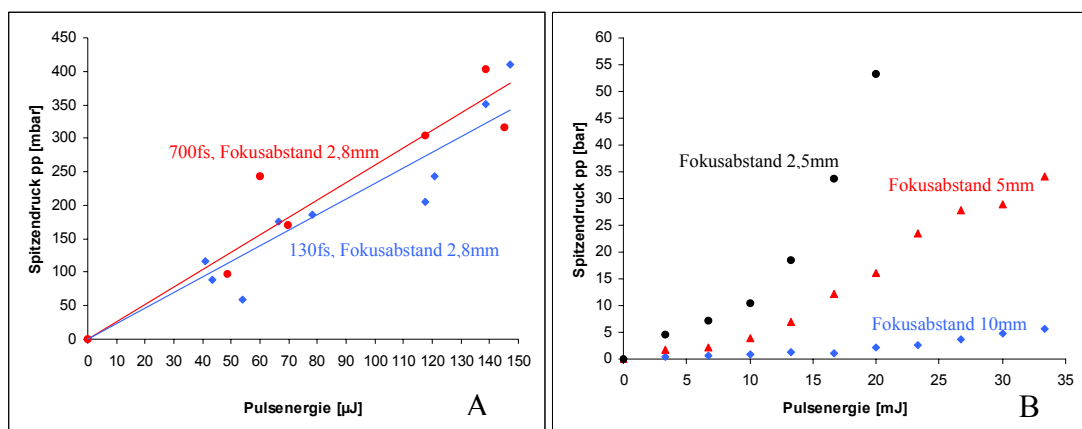 450
400
350
300
250
200
150
100
50
0
Spitzendruck pp [mbar]
700fs, Fokusabstand 2,8mm
130fs, Fokusabstand 2,8mm
0 10 20 30 40 50 60 70 80 90 100 110 120 130 140 150
Pulsenergie [µJ]
A
60
55
50
45
40
35
30
25
20
15
10
5
0
Spitzendruck pp [bar]
Fokusabstand 2,5mm
Fokusabstand 5mm
Fokusabstand 10mm
0 5 10 15 20 25 30 35
Pulsenergie [mJ]
B